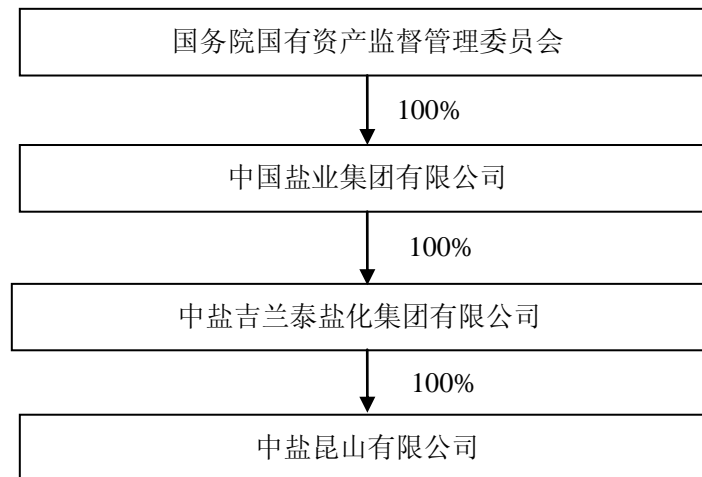 国务院国有资产监督管理委员会
100%
中国盐业集团有限公司
100%
中盐吉兰泰盐化集团有限公司
100%
中盐昆山有限公司